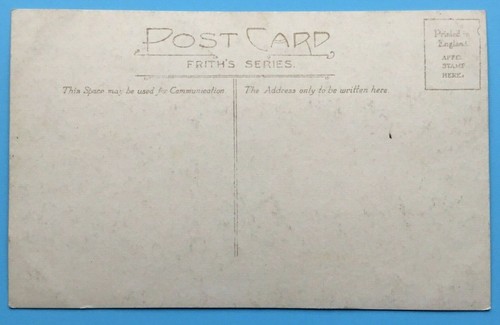 POST CARD
FRITH'S SERIES.
Printed in
England
AFFIX
STAMP
HERE.
This Space may be used for Communication
The Address only to be written here.